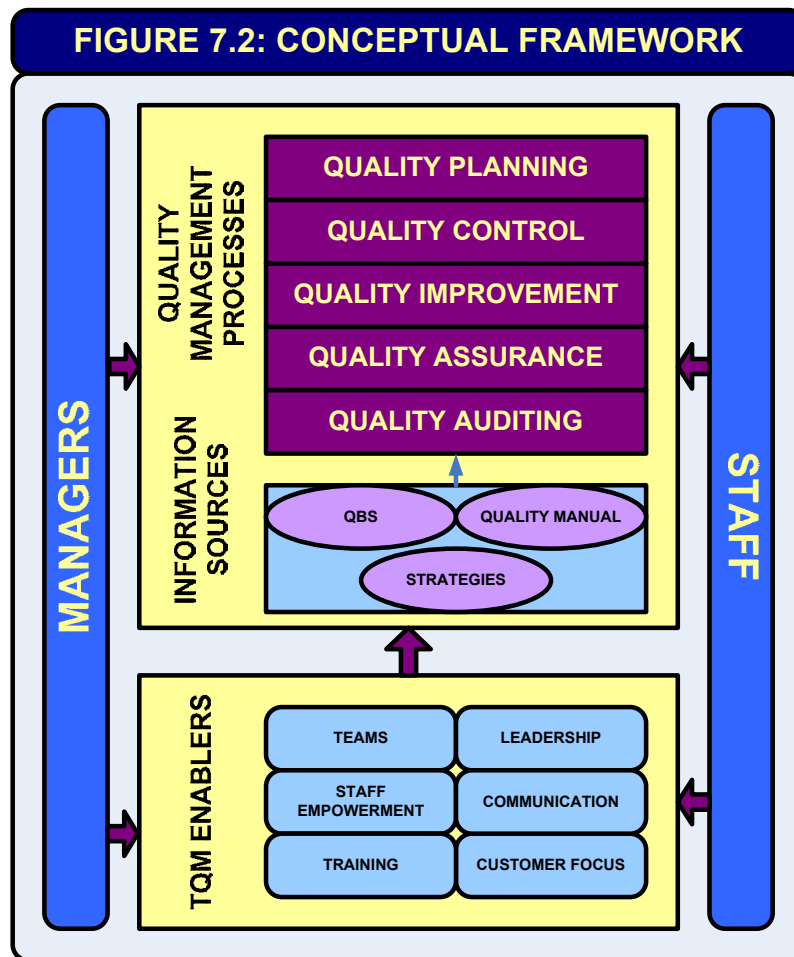 FIGURE 7.2: CONCEPTUAL FRAMEWORK
MANAGERS
QUALITY
MANAGEMENT
PROCESSES
QUALITY PLANNING
QUALITY CONTROL
QUALITY IMPROVEMENT
QUALITY ASSURANCE
QUALITY AUDITING
INFORMATION
SOURCES
QBS
QUALITY MANUAL
STRATEGIES
TQM ENABLERS
TEAMS
LEADERSHIP
STAFF
EMPOWERMENT
COMMUNICATION
TRAINING
CUSTOMER FOCUS
STAFF